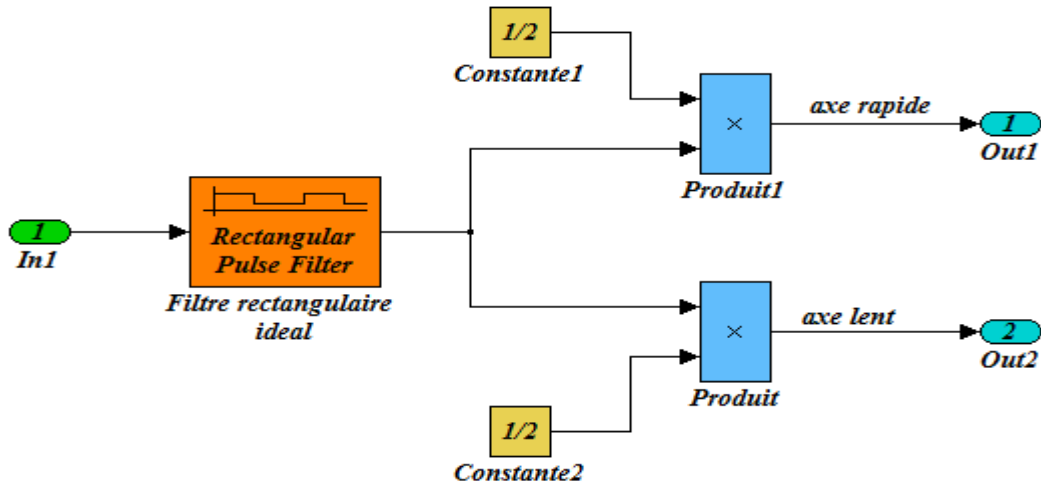 1/2
Constante1
×
axe rapide
1
Out1
Produit1
1
In1
Rectangular
Pulse Filter
Filtre rectangulaire
ideal
×
axe lent
2
Out2
Produit
1/2
Constante2